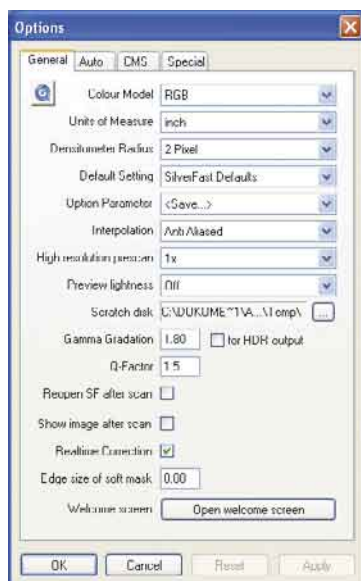 Options
General Auto CMS Special
Colour Model RGB
Units of Measure inch
Densitometer Radius 2 Pixel
Default Setting SilverFast Defaults
Option Parameter <Save...>
Interpolation Anti Aliased
High resolution prescan 1x
Preview lightness Off
Scratch disk C:\DOKUME~1\A...\Temp\ ...
Gamma Gradation 1.80 for HDR output
Q-Factor 1.5
Reopen SF after scan
Show image after scan
Realtime Correction
Edge size of soft mask 0.00
Welcome screen Open welcome screen
OK Cancel Reset Apply